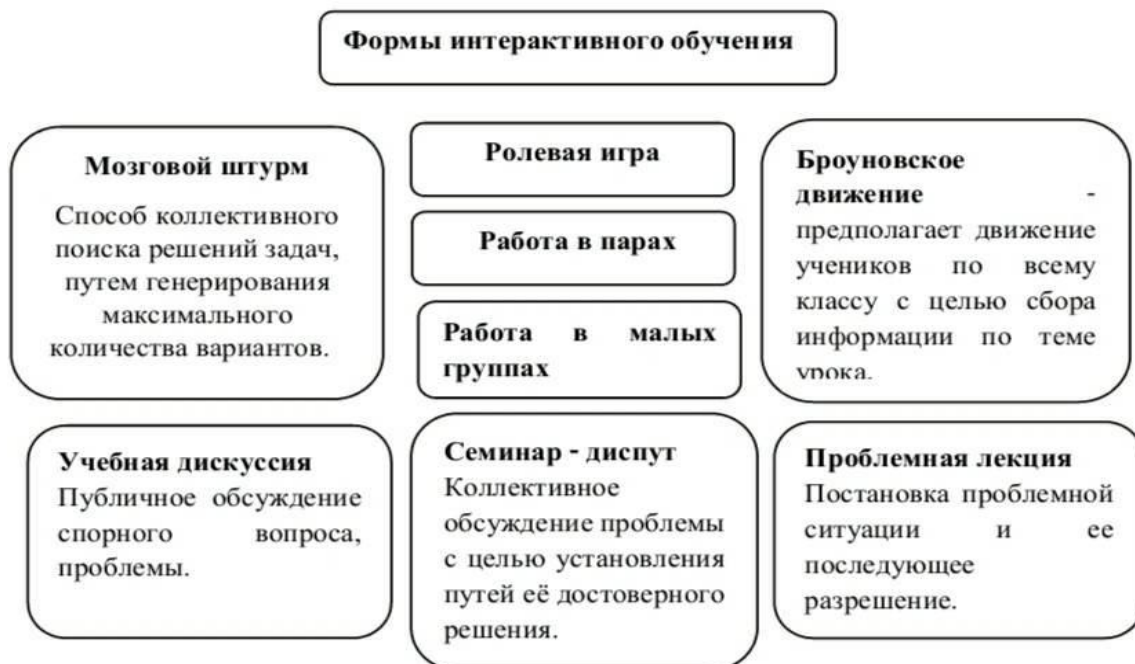 Формы интерактивного обучения
Мозговой штурм
Способ коллективного
поиска решений задач,
путем генерирования
максимального
количества вариантов.
Ролевая игра
Работа в парах
Работа в малых
группах
Броуновское
движение -
предполагает движение
учеников по всему
классу с целью сбора
информации по теме
урока.
Учебная дискуссия
Публичное обсуждение
спорного вопроса,
проблемы.
Семинар - диспут
Коллективное
обсуждение проблемы
с целью установления
путей её достоверного
решения.
Проблемная лекция
Постановка проблемной
ситуации и ее
последующее
разрешение.